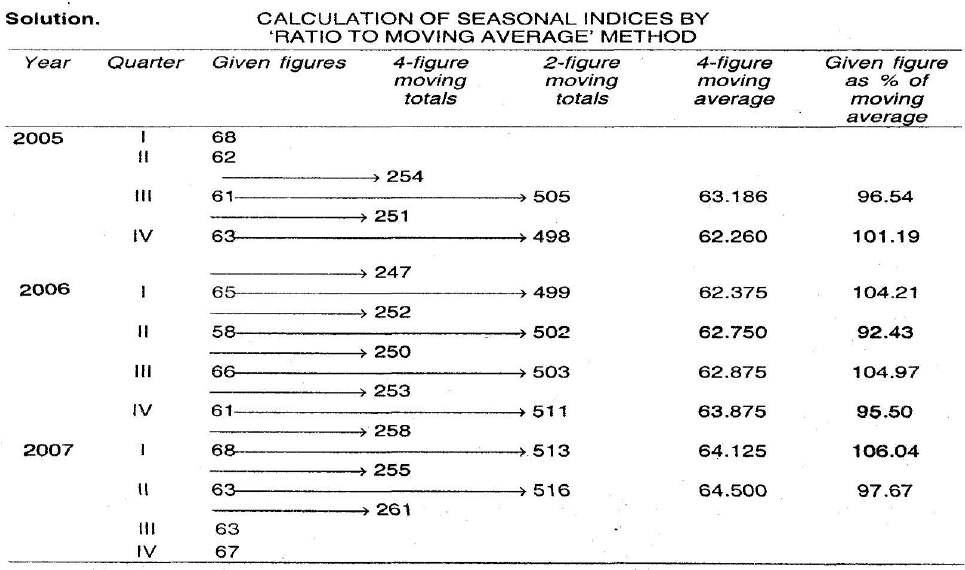 Solution. CALCULATION OF SEASONAL INDICES BY
'RATIO TO MOVING AVERAGE' METHOD
Year Quarter Given figures 4-figure moving totals 2-figure moving totals 4-figure moving average Given figure as % of moving average
2005 I 68
II 62
254
III 61 505 63.186 96.54
251
IV 63 498 62.260 101.19
247
2006 I 65 499 62.375 104.21
252
II 58 502 62.750 92.43
250
III 66 503 62.875 104.97
253
IV 61 511 63.875 95.50
258
2007 I 68 513 64.125 106.04
255
II 63 516 64.500 97.67
261
III 63
IV 67